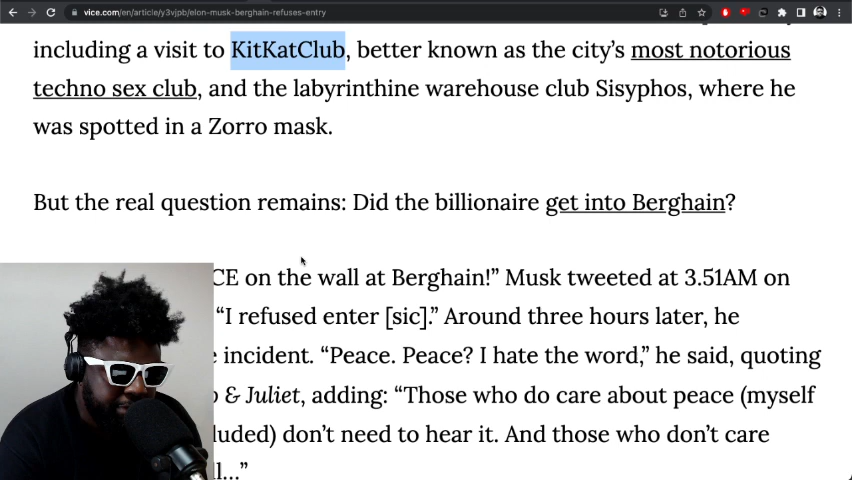 vice.com/en/article/y3vjpb/elon-musk-berghain-refuses-entry
including a visit to KitKatClub, better known as the city’s most notorious
techno sex club, and the labyrinthine warehouse club Sisyphos, where he
was spotted in a Zorro mask.
But the real question remains: Did the billionaire get into Berghain?
CE on the wall at Berghain!” Musk tweeted at 3.51AM on
“I refused enter [sic].” Around three hours later, he
e incident. “Peace. Peace? I hate the word,” he said, quoting
& Juliet, adding: “Those who do care about peace (myself
luded) don’t need to hear it. And those who don’t care
l...”